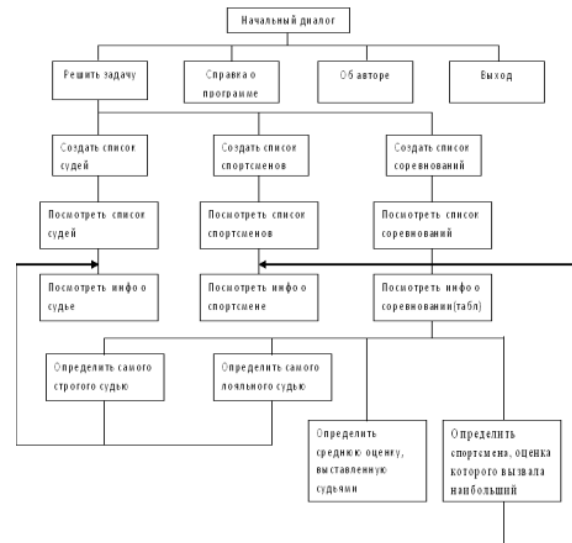 Начальный диалог
Решить задачу
Справка о
программе
Об авторе
Выход
Создать список
судей
Создать список
спортсменов
Создать список
соревнований
Посмотреть список
судей
Посмотреть список
спортсменов
Посмотреть список
соревнований
Посмотреть инфо о
судье
Посмотреть инфо о
спортсмене
Посмотреть инфо о
соревновании(табл)
Определить самого
строгого судью
Определить самого
лояльного судью
Определить
среднюю оценку,
выставленную
судьями
Определить
спортсмена, оценка
которого вызвала
наибольший